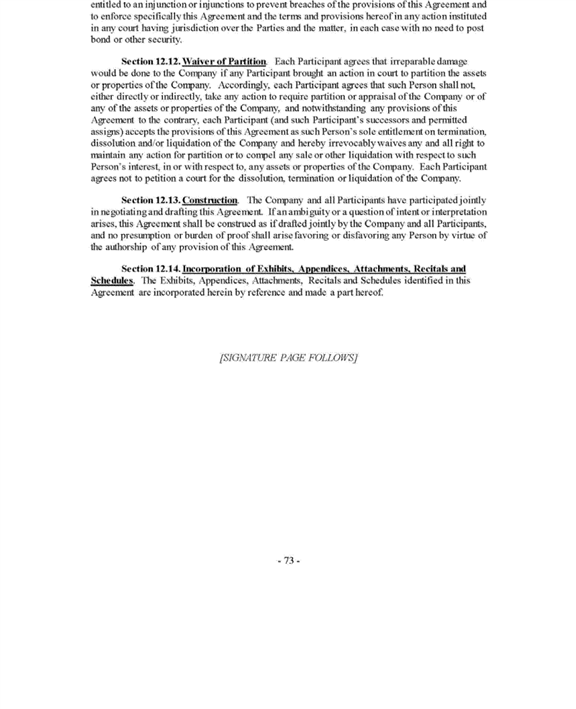 entitled to an injunction or injunctions to prevent breaches of the provisions of this Agreement and
to enforce specifically this Agreement and the terms and provisions hereof in any action instituted
in any court having jurisdiction over the Parties and the matter, in each case with no need to post
bond or other security.
Section 12.12. Waiver of Partition. Each Participant agrees that irreparable damage
would be done to the Company if any Participant brought an action in court to partition the assets
or properties of the Company. Accordingly, each Participant agrees that such Person shall not,
either directly or indirectly, take any action to require partition or appraisal of the Company or of
any of the assets or properties of the Company, and notwithstanding any provisions of this
Agreement to the contrary, each Participant (and such Participant's successors and permitted
assigns) accepts the provisions of this Agreement as such Person's sole entitlement on termination,
dissolution and/or liquidation of the Company and hereby irrevocably waives any and all right to
maintain any action for partition or to compel any sale or other liquidation with respect to such
Person's interest, in or with respect to, any assets or properties of the Company. Each Participant
agrees not to petition a court for the dissolution, termination or liquidation of the Company.
Section 12.13. Construction. The Company and all Participants have participated jointly
in negotiating and drafting this Agreement. If an ambiguity or a question of intent or interpretation
arises, this Agreement shall be construed as if drafted jointly by the Company and all Participants,
and no presumption or burden of proof shall arise favoring or disfavoring any Person by virtue of
the authorship of any provision of this Agreement.
Section 12.14. Incorporation of Exhibits, Appendices, Attachments, Recitals and
Schedules. The Exhibits, Appendices, Attachments, Recitals and Schedules identified in this
Agreement are incorporated herein by reference and made a part hereof.
[SIGNATURE PAGE FOLLOWS]
- 73 -